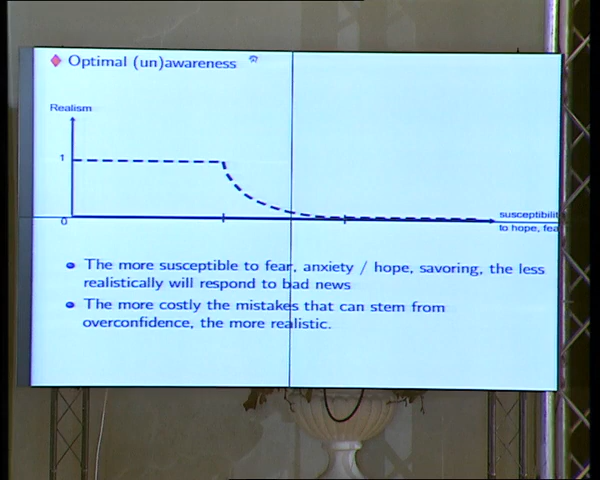 Optimal (un)awareness
Realism
1
0
susceptibilit
to hope, fea
The more susceptible to fear, anxiety / hope, savoring, the less
realistically will respond to bad news
The more costly the mistakes that can stem from
overconfidence, the more realistic.